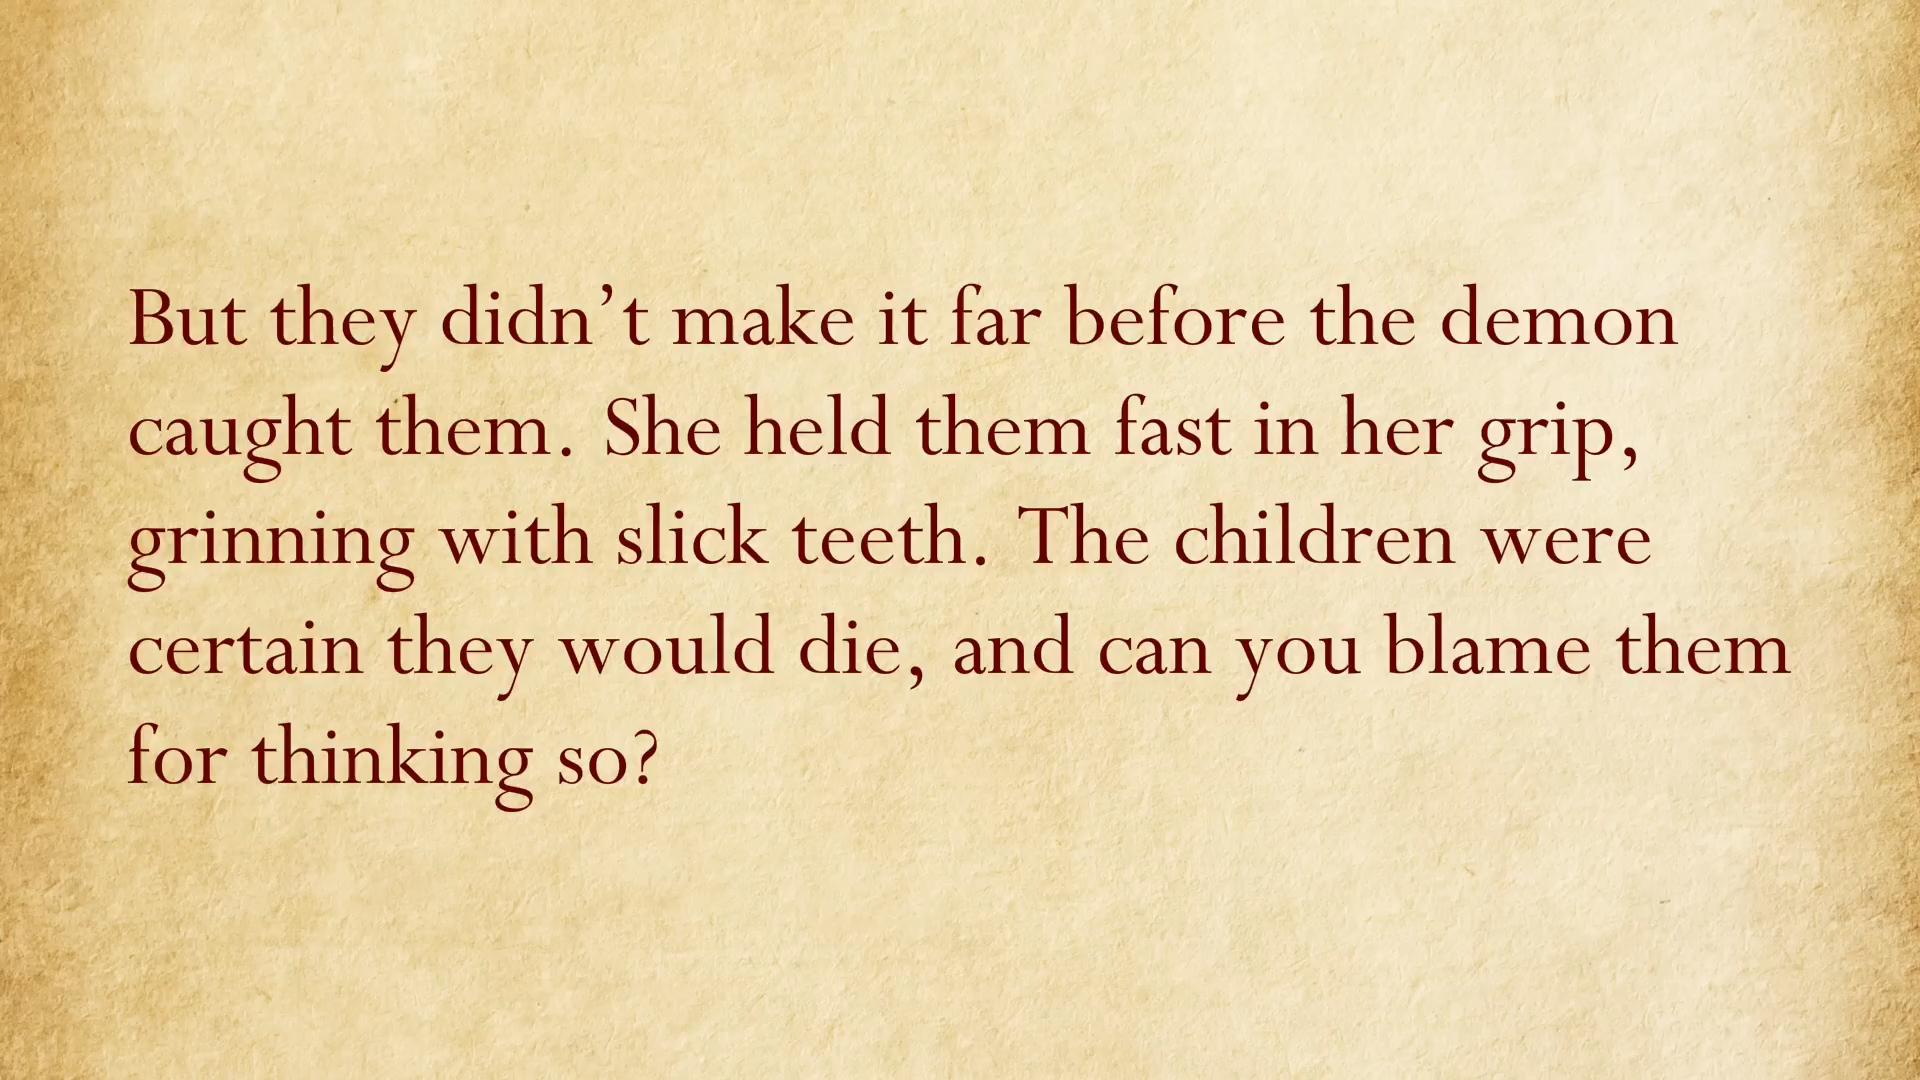 But they didn’t make it far before the demon
caught them. She held them fast in her grip,
grinning with slick teeth. The children were
certain they would die, and can you blame them
for thinking so?